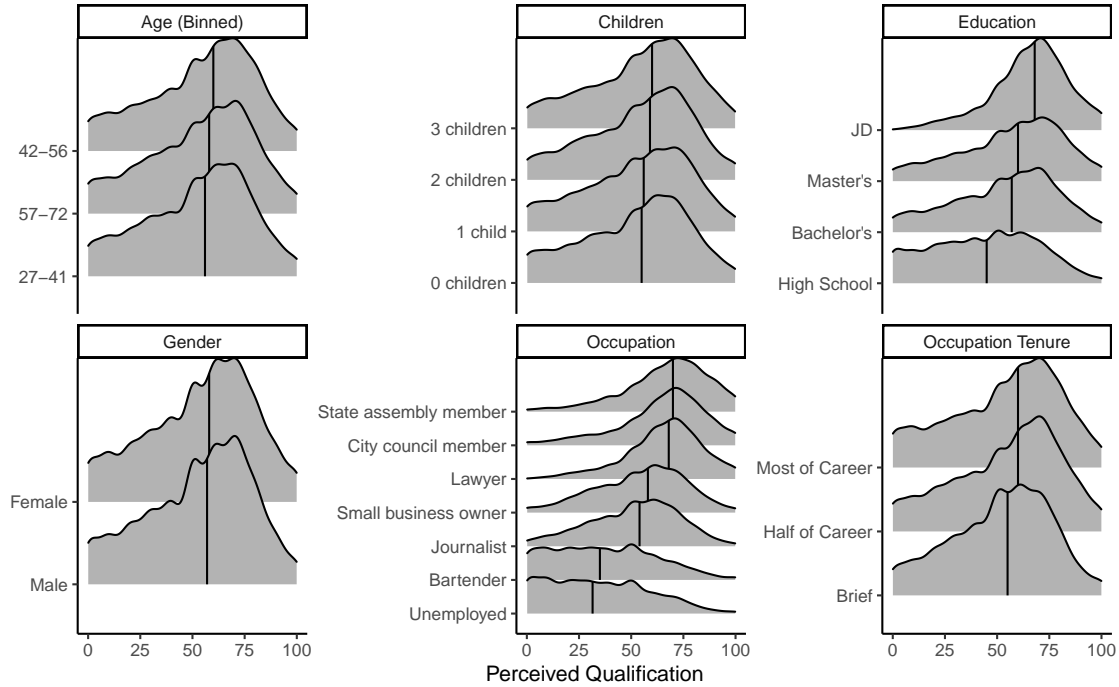 Age (Binned)
42–56
57–72
27–41
Children
3 children
2 children
1 child
0 children
Education
JD
Master's
Bachelor's
High School
Gender
Female
Male
0 25 50 75 100
Occupation
State assembly member
City council member
Lawyer
Small business owner
Journalist
Bartender
Unemployed
0 25 50 75 100
Occupation Tenure
Most of Career
Half of Career
Brief
0 25 50 75 100
Perceived Qualification